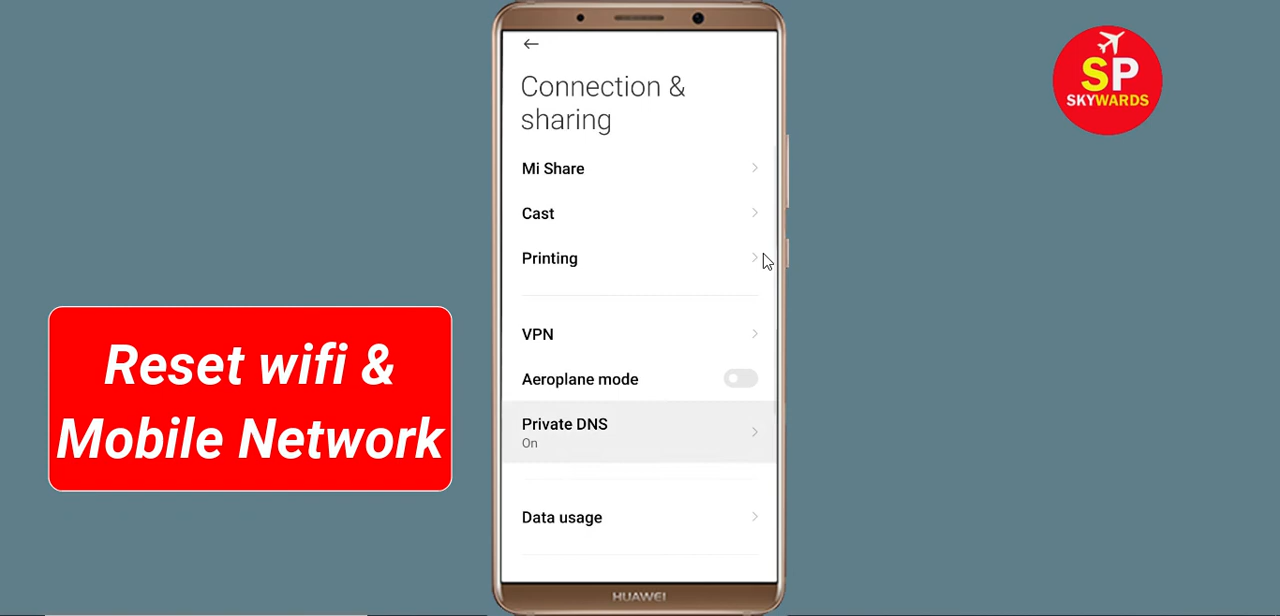 Connection &
sharing
Mi Share
Cast
Printing
VPN
Aeroplane mode
Private DNS
On
Data usage
HUAWEI
Reset wifi &
Mobile Network
SP
SKYWARDS